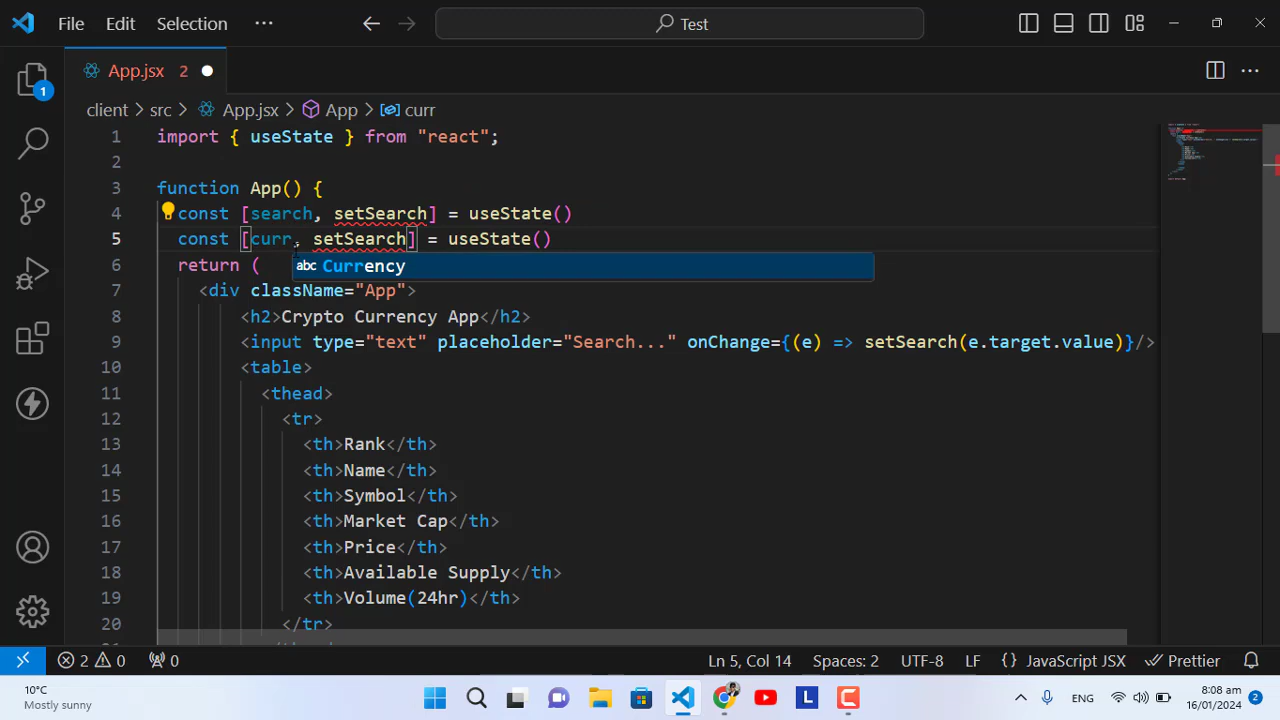 File Edit Selection ··· Test
App.jsx 2
client > src > App.jsx > App > curr
1 import { useState } from "react";
2
3 function App() {
4 const [search, setSearch] = useState()
5 const [curr, setSearch] = useState()
abc Currency
6 return (
7 <div className="App">
8 <h2>Crypto Currency App</h2>
9 <input type="text" placeholder="Search..." onChange={(e) => setSearch(e.target.value)}/>
10 <table>
11 <thead>
12 <tr>
13 <th>Rank</th>
14 <th>Name</th>
15 <th>Symbol</th>
16 <th>Market Cap</th>
17 <th>Price</th>
18 <th>Available Supply</th>
19 <th>Volume(24hr)</th>
20 </tr>
1
2 0 0 Ln 5, Col 14 Spaces: 2 UTF-8 LF {} JavaScript JSX Prettier
10°C
Mostly sunny
L
ENG
8:08 am
16/01/2024
2